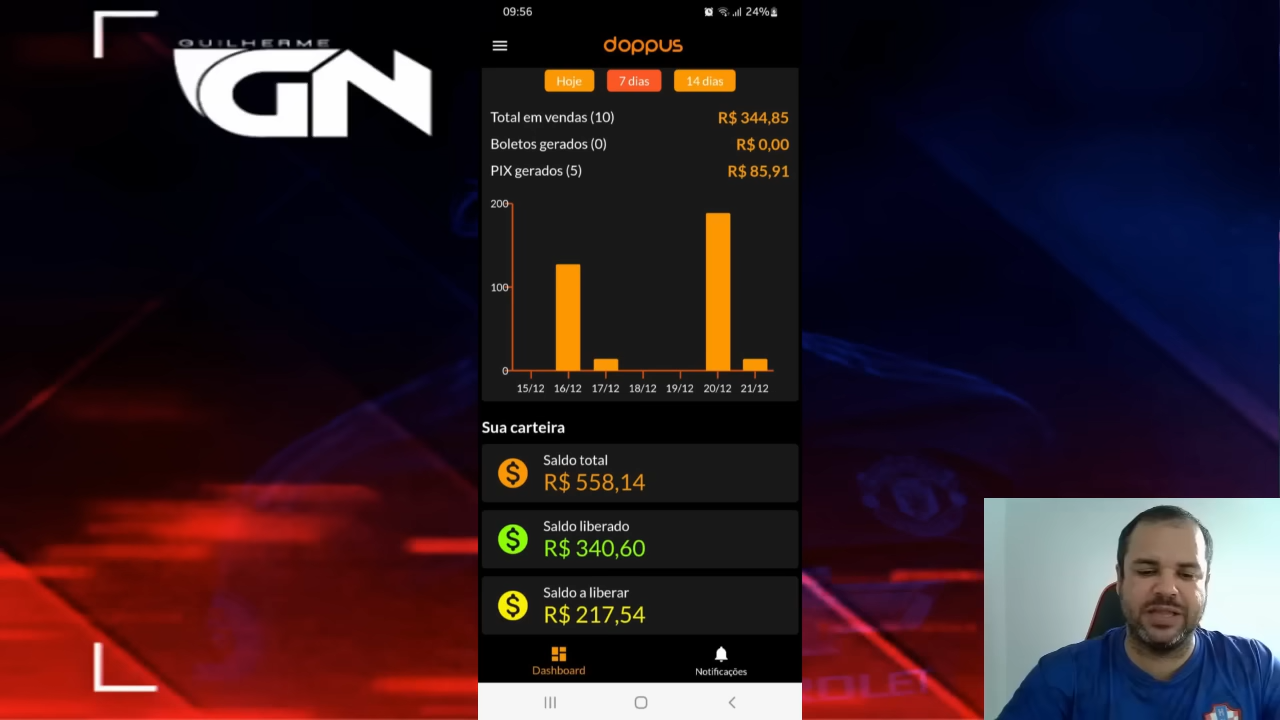 GUILHERME
GN
09:56
24%
doppus
Hoje
7 dias
14 dias
Total em vendas (10)
R$ 344,85
Boletos gerados (0)
R$ 0,00
PIX gerados (5)
R$ 85,91
200
100
0
15/12 16/12 17/12 18/12 19/12 20/12 21/12
Sua carteira
Saldo total
R$ 558,14
Saldo liberado
R$ 340,60
Saldo a liberar
R$ 217,54
Dashboard
Notificações